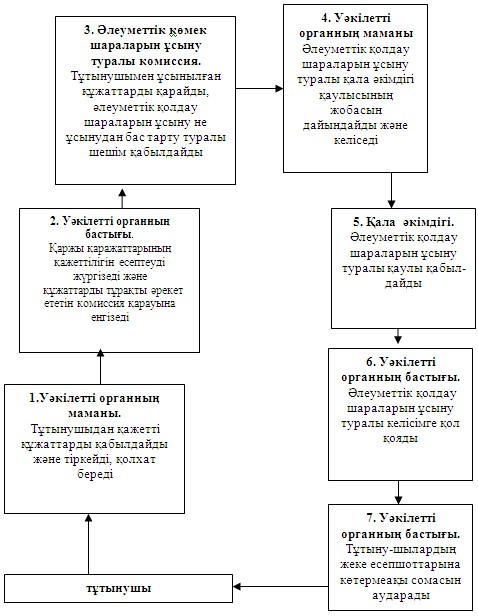 3. Әлеуметтік көмек
шараларын ұсыну
туралы комиссия.
Тұтынушымен ұсынылған
құжаттарды қарайды,
әлеуметтік қолдау
шараларын ұсыну не
ұсынудан бас тарту туралы
шешім қабылдайды
4. Уәкілетті
органның маманы
Әлеуметтік қолдау
шараларын ұсыну
туралы қала әкімдігі
қаулысының
жобасын
дайындайды және
келіседі
2. Уәкілетті органның
бастығы.
Қаржы қаражаттарының
қажеттілігін есептеуді
жүргізеді және
құжаттарды тұрақты әрекет
ететін комиссия қарауына
енгізеді
5. Қала әкімдігі.
Әлеуметтік қолдау
шараларын ұсыну
туралы қаулы қабыл-
дайды
6. Уәкілетті
органның бастығы.
Әлеуметтік қолдау
шараларын ұсыну
туралы келісімге қол
қояды
1.Уәкілетті органның
маманы.
Тұтынушыдан қажетті
құжаттарды қабылдайды
және тіркейді, қолхат
береді
7. Уәкілетті
органның бастығы.
Тұтыну-шылардың
жеке есепшоттарына
көтермеақы сомасын
аударады
тұтынушы